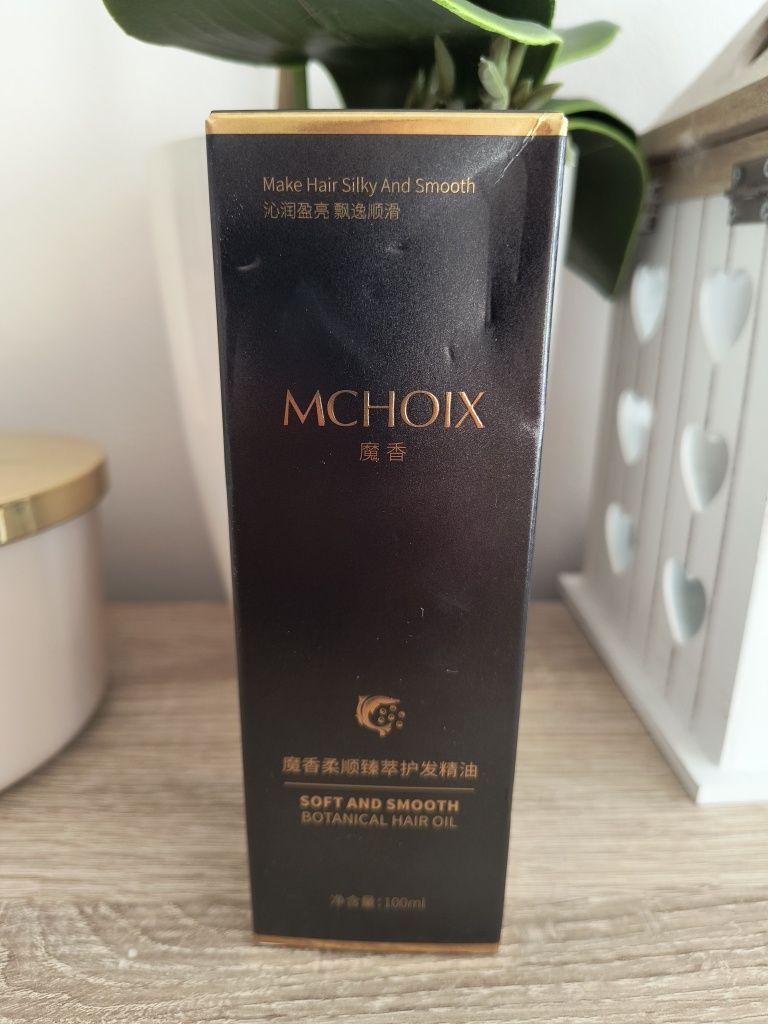 Make Hair Silky And Smooth
沁润盈亮 飘逸顺滑
MCHOIX
魔香
魔香柔顺臻萃护发精油
SOFT AND SMOOTH
BOTANICAL HAIR OIL
净含量:100ml